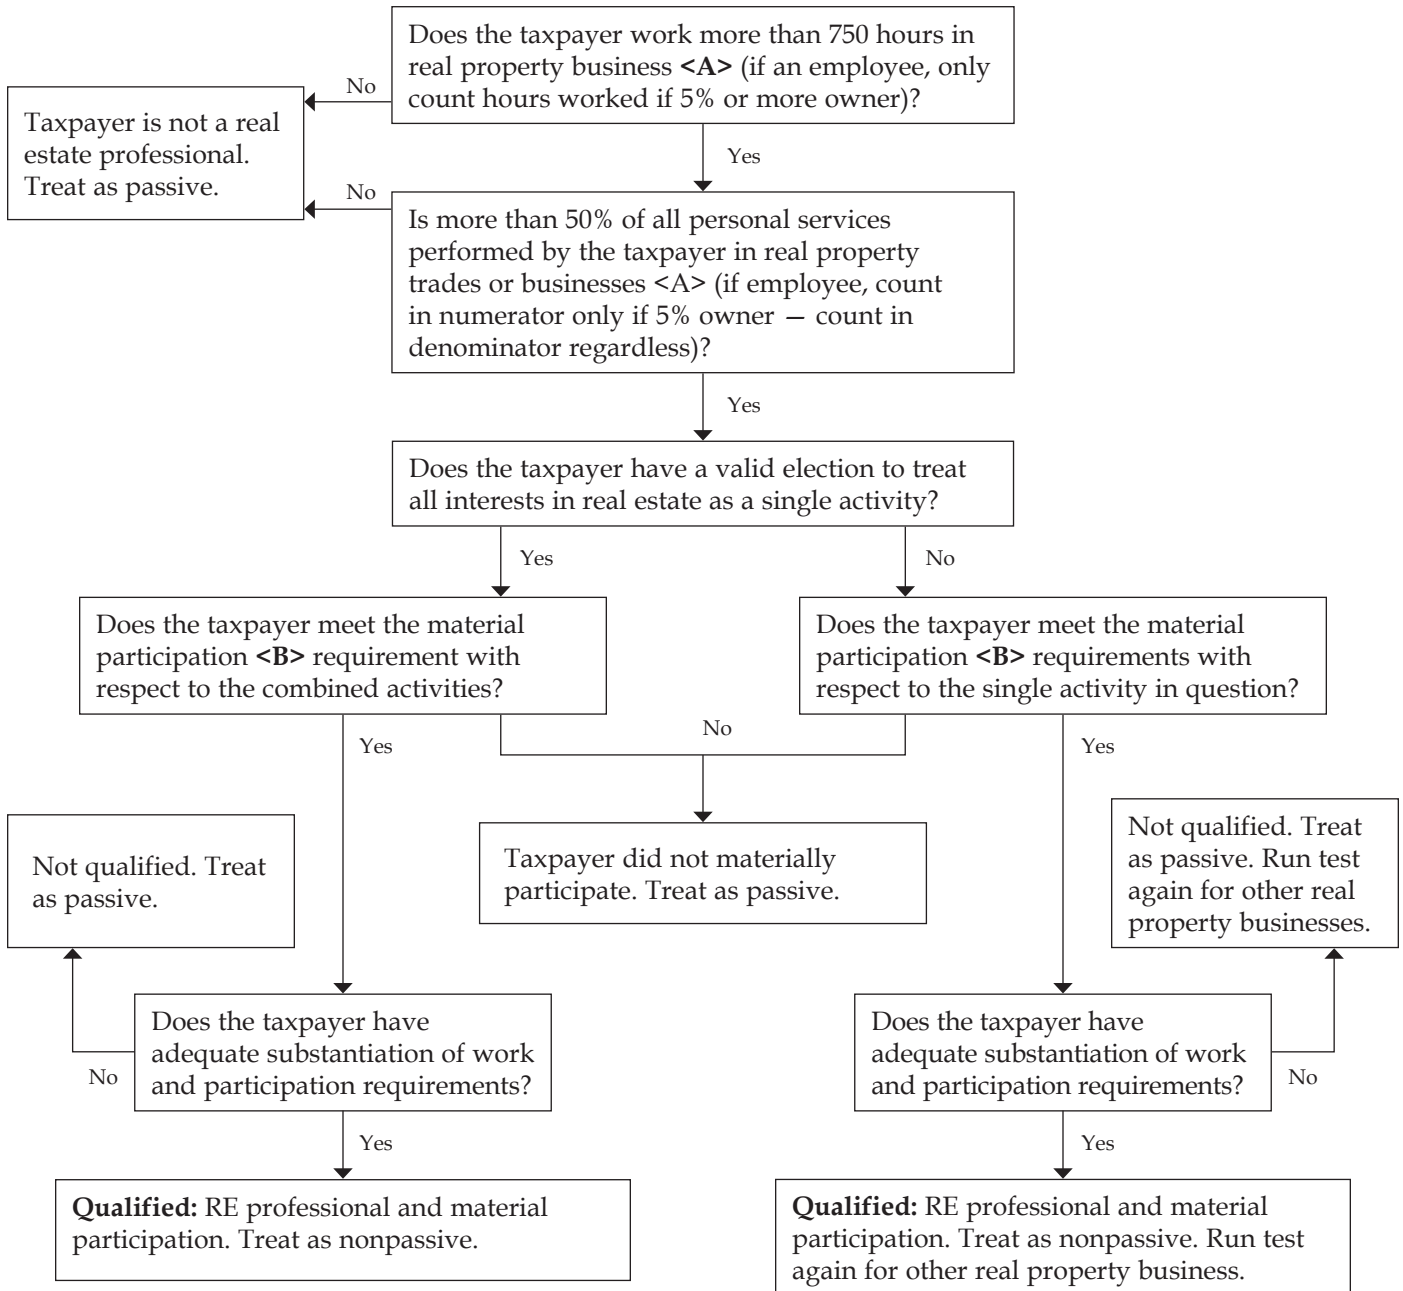 Does the taxpayer work more than 750 hours in
real property business <A> (if an employee, only
count hours worked if 5% or more owner)?
No
Taxpayer is not a real
estate professional.
Treat as passive.
Yes
No
Is more than 50% of all personal services
performed by the taxpayer in real property
trades or businesses <A> (if employee, count
in numerator only if 5% owner — count in
denominator regardless)?
Yes
Does the taxpayer have a valid election to treat
all interests in real estate as a single activity?
Yes
No
Does the taxpayer meet the material
participation <B> requirement with
respect to the combined activities?
Does the taxpayer meet the material
participation <B> requirements with
respect to the single activity in question?
No
Yes
Yes
Not qualified. Treat
as passive.
Taxpayer did not materially
participate. Treat as passive.
Not qualified. Treat
as passive. Run test
again for other real
property businesses.
Does the taxpayer have
adequate substantiation of work
and participation requirements?
No
Does the taxpayer have
adequate substantiation of work
and participation requirements?
No
Yes
Yes
Qualified: RE professional and material
participation. Treat as nonpassive.
Qualified: RE professional and material
participation. Treat as nonpassive. Run test
again for other real property business.